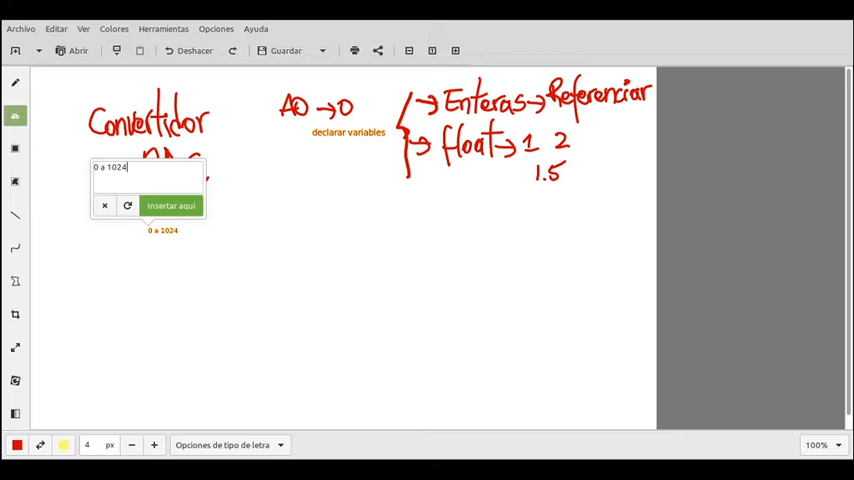 Archivo Editar Ver Colores Herramientas Opciones Ayuda
Abrir Deshacer Guardar
Convertidor
A0 → 0
declarar variables
→ Enteras → Referenciar
→ float → 1 2
1.5
0 a 1024
Insertar aquí
0 a 1024
4 px
Opciones de tipo de letra
100%